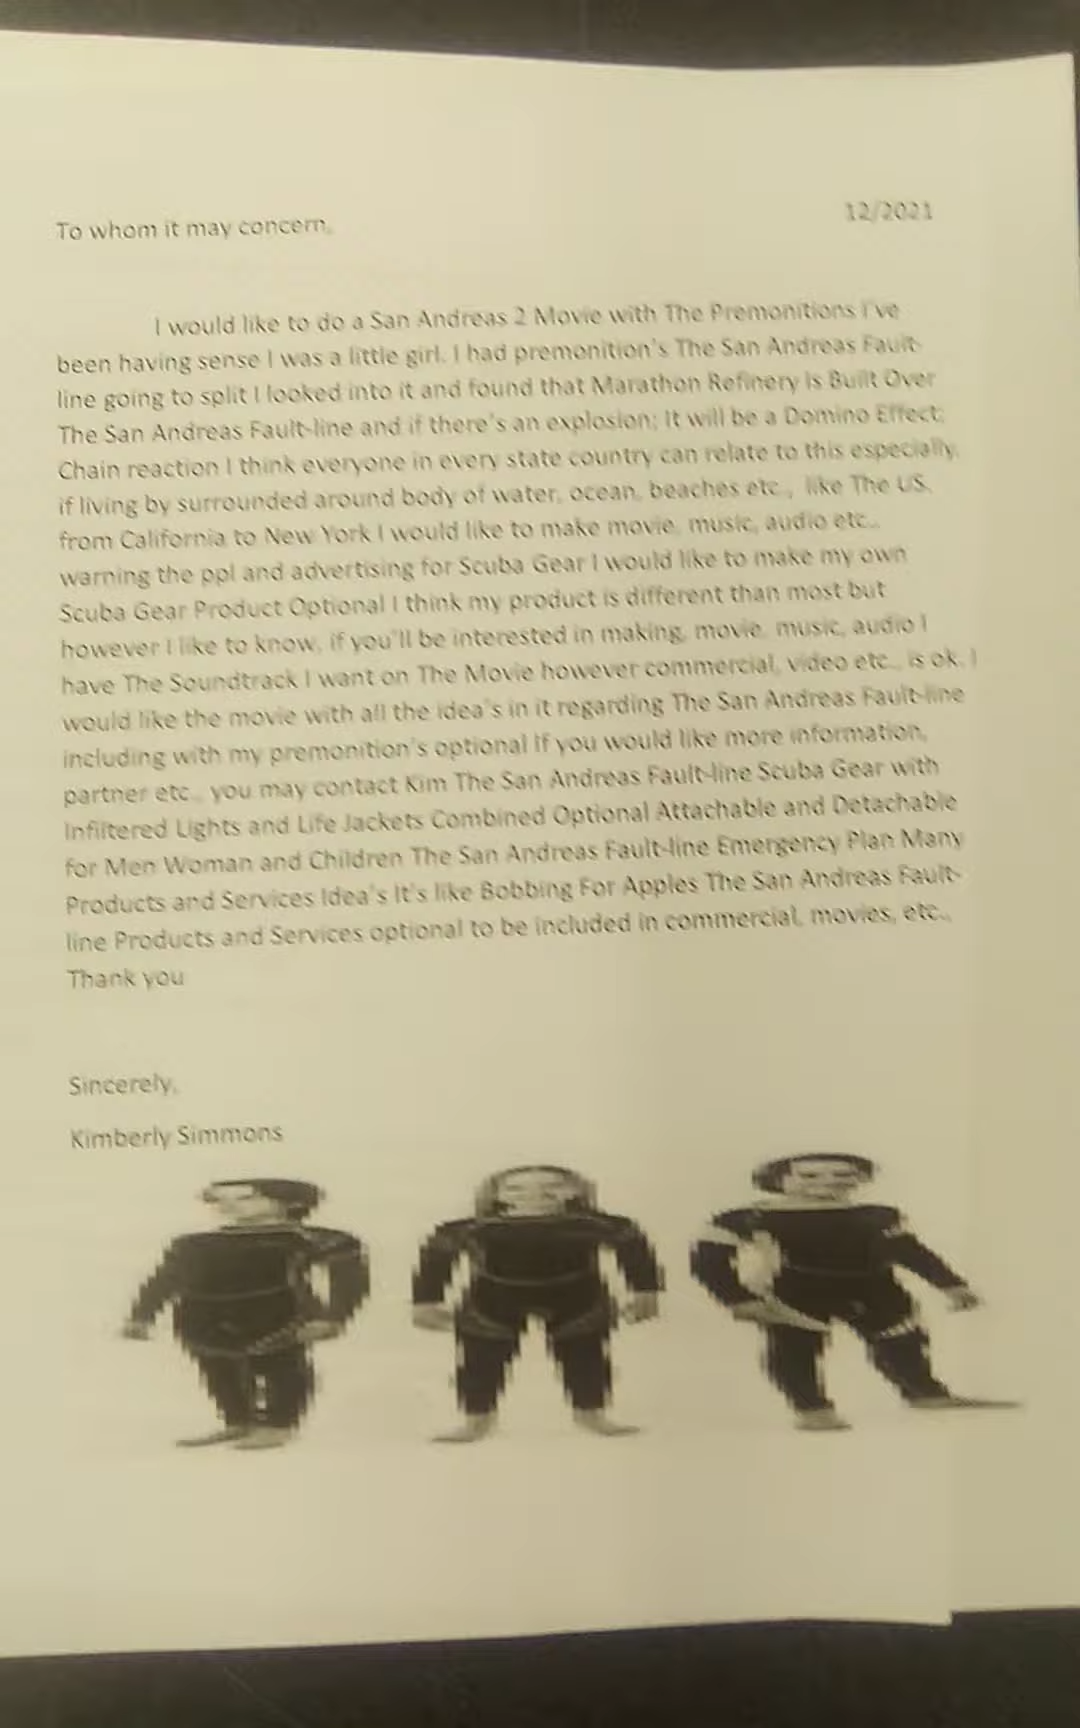 12/2021
To whom it may concern,
I would like to do a San Andreas 2 Movie with The Premonitions I've
been having sense I was a little girl. I had premonition's The San Andreas Fault-
line going to split I looked into it and found that Marathon Refinery Is Built Over
The San Andreas Fault-line and if there's an explosion; It will be a Domino Effect;
Chain reaction I think everyone in every state country can relate to this especially,
if living by surrounded around body of water, ocean, beaches etc., like The US,
from California to New York I would like to make movie, music, audio etc.,
warning the ppl and advertising for Scuba Gear I would like to make my own
Scuba Gear Product Optional I think my product is different than most but
however I like to know, if you'll be interested in making, movie, music, audio I
have The Soundtrack I want on The Movie however commercial, video etc., is ok. I
would like the movie with all the idea's in it regarding The San Andreas Fault-line
including with my premonition's optional If you would like more information,
partner etc., you may contact Kim The San Andreas Fault-line Scuba Gear with
Infiltered Lights and Life Jackets Combined Optional Attachable and Detachable
for Men Woman and Children The San Andreas Fault-line Emergency Plan Many
Products and Services Idea's It's like Bobbing For Apples The San Andreas Fault-
line Products and Services optional to be included in commercial, movies, etc.,
Thank you
Sincerely,
Kimberly Simmons